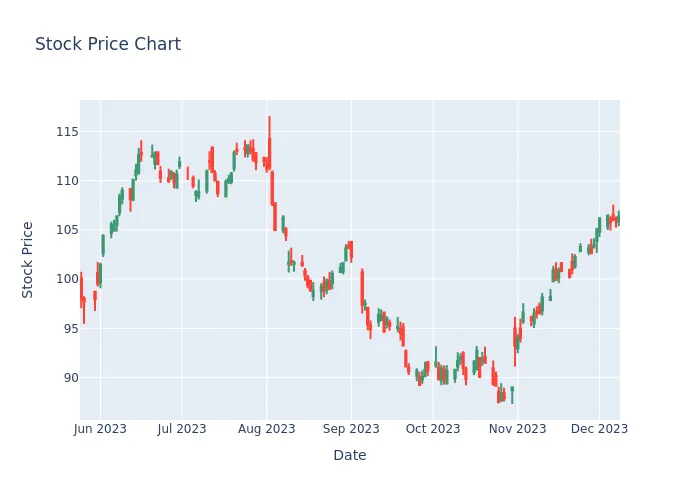 Stock Price Chart
Stock Price
115
110
105
100
95
90
Jun 2023
Jul 2023
Aug 2023
Sep 2023
Oct 2023
Nov 2023
Dec 2023
Date